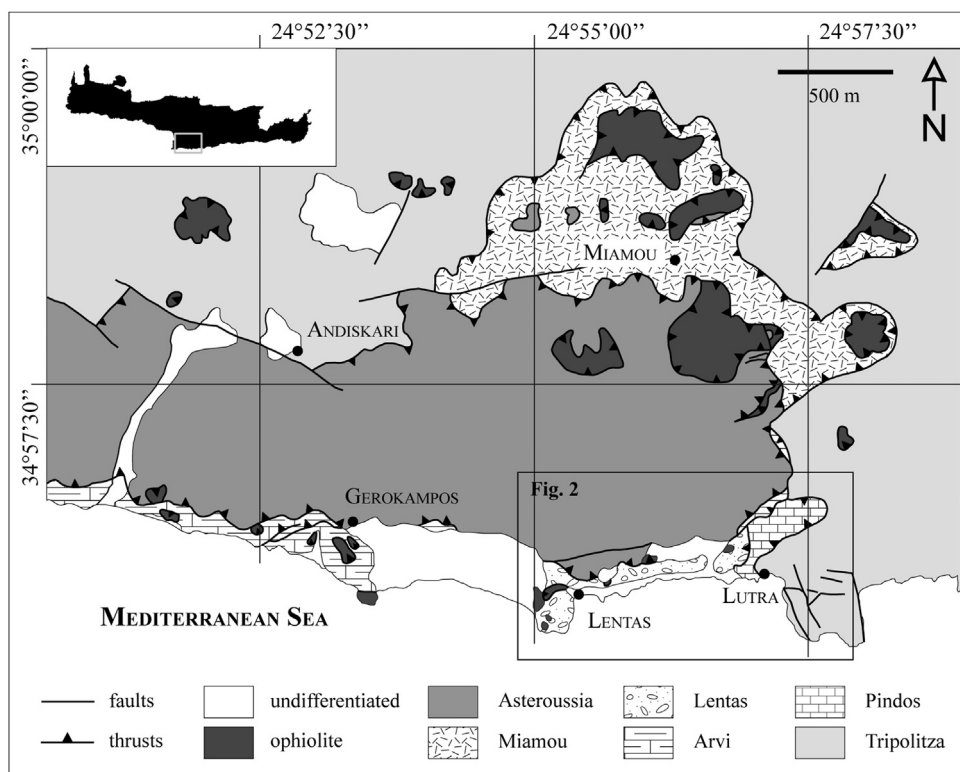 24°52'30’’ 24°55'00’’ 24°57'30’’
35°00'00’’
500 m
N
MIAMOU
ANDISKARI
34°57'30’’
Fig. 2
GEROKAMPOS
LUTRA
MEDITERRANEAN SEA
LENTAS
faults undifferentiated Asteroussia Lentas Pindos
thrusts ophiolite Miamou Arvi Tripolitza